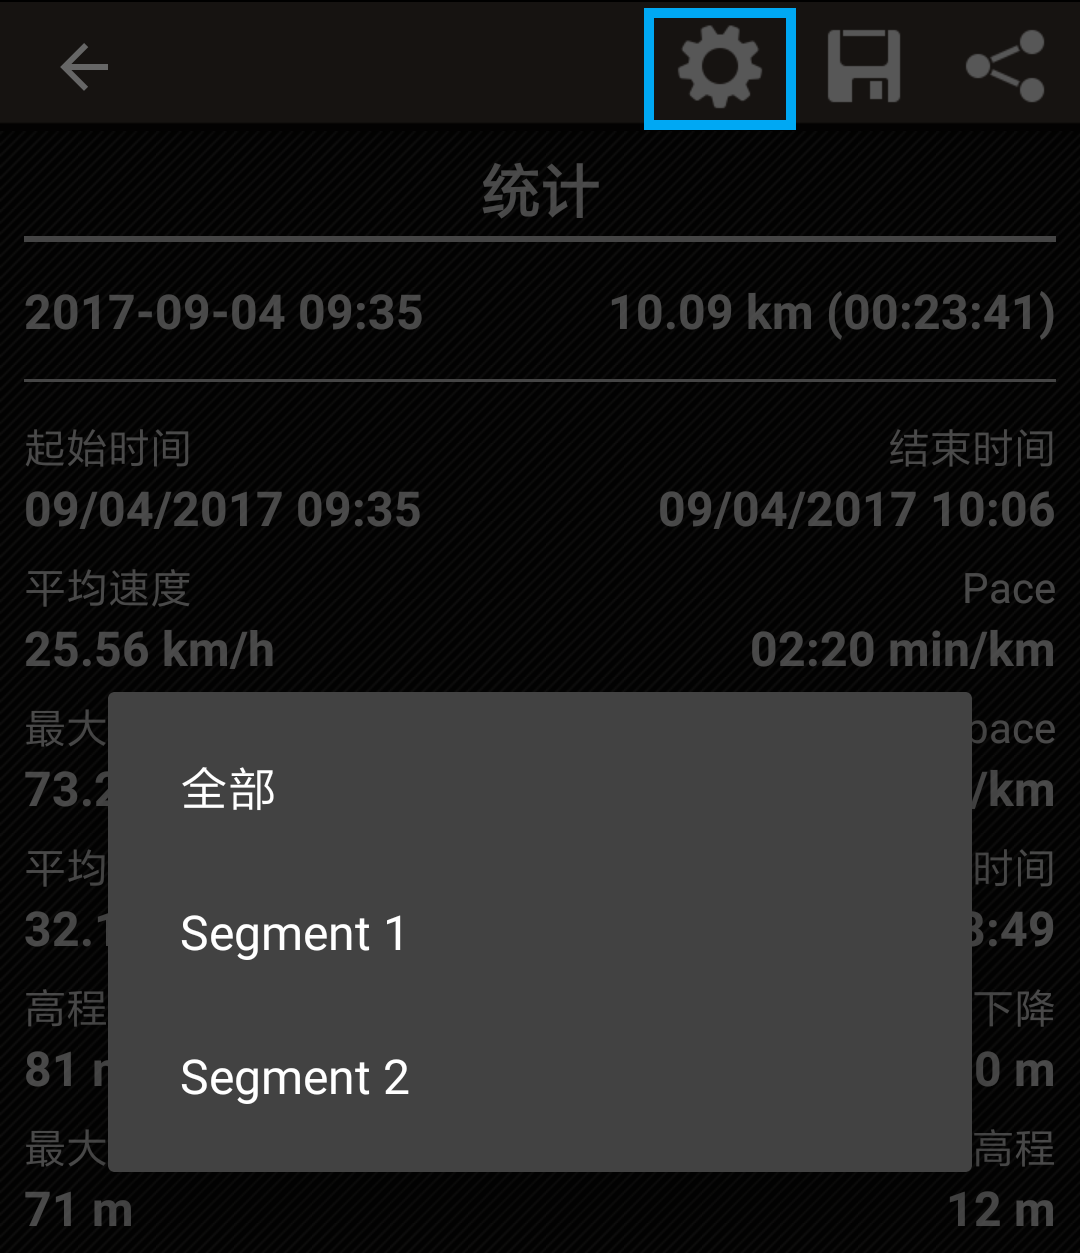 统计
2017-09-04 09:35 10.09 km (00:23:41)
起始时间 结束时间
09/04/2017 09:35 09/04/2017 10:06
平均速度 Pace
25.56 km/h 02:20 min/km
最大 pace
73.2 /km
全部
平均 时间
32.1 3:49
Segment 1
高程 下降
81 0 m
Segment 2
最大 高程
71 m 12 m